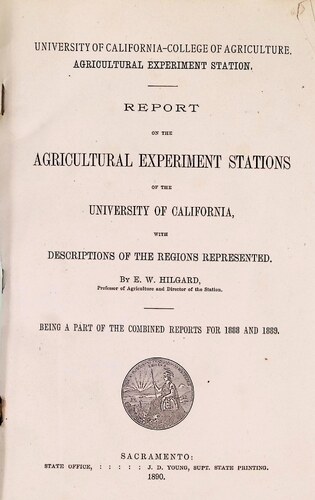 UNIVERSITY OF CALIFORNIA–COLLEGE OF AGRICULTURE.
AGRICULTURAL EXPERIMENT STATION.
REPORT
ON THE
AGRICULTURAL EXPERIMENT STATIONS
OF THE
UNIVERSITY OF CALIFORNIA,
WITH
DESCRIPTIONS OF THE REGIONS REPRESENTED.
BY E. W. HILGARD,
Professor of Agriculture and Director of the Station.
BEING A PART OF THE COMBINED REPORTS FOR 1888 AND 1889.
SACRAMENTO:
STATE OFFICE, : : : : : J. D. YOUNG, SUPT. STATE PRINTING.
1890.